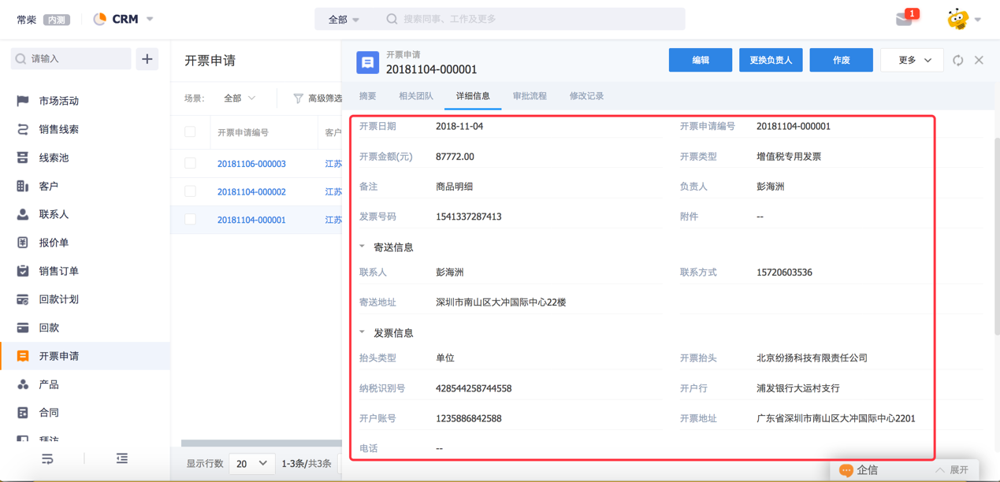 常柴 内测 CRM 全部 搜索同事、工作及更多 1
请输入
市场活动
销售线索
线索池
客户
联系人
报价单
销售订单
回款计划
回款
开票申请
产品
合同
拜访
开票申请
场景： 全部 高级筛选
开票申请编号 客户
20181106-000003 江苏
20181104-000002 江苏
20181104-000001 江苏
显示行数 20 1-3条/共3条
开票申请
20181104-000001
编辑 更换负责人 作废 更多
摘要 相关团队 详细信息 审批流程 修改记录
开票日期 2018-11-04 开票申请编号 20181104-000001
开票金额(元) 87772.00 开票类型 增值税专用发票
备注 商品明细 负责人 彭海洲
发票号码 1541337287413 附件 --
寄送信息
联系人 彭海洲 联系方式 15720603536
寄送地址 深圳市南山区大冲国际中心22楼
发票信息
抬头类型 单位 开票抬头 北京纷扬科技有限责任公司
纳税识别号 428544258744558 开户行 浦发银行大运村支行
开户账号 1235886842588 开票地址 广东省深圳市南山区大冲国际中心2201
电话 --
企信 展开